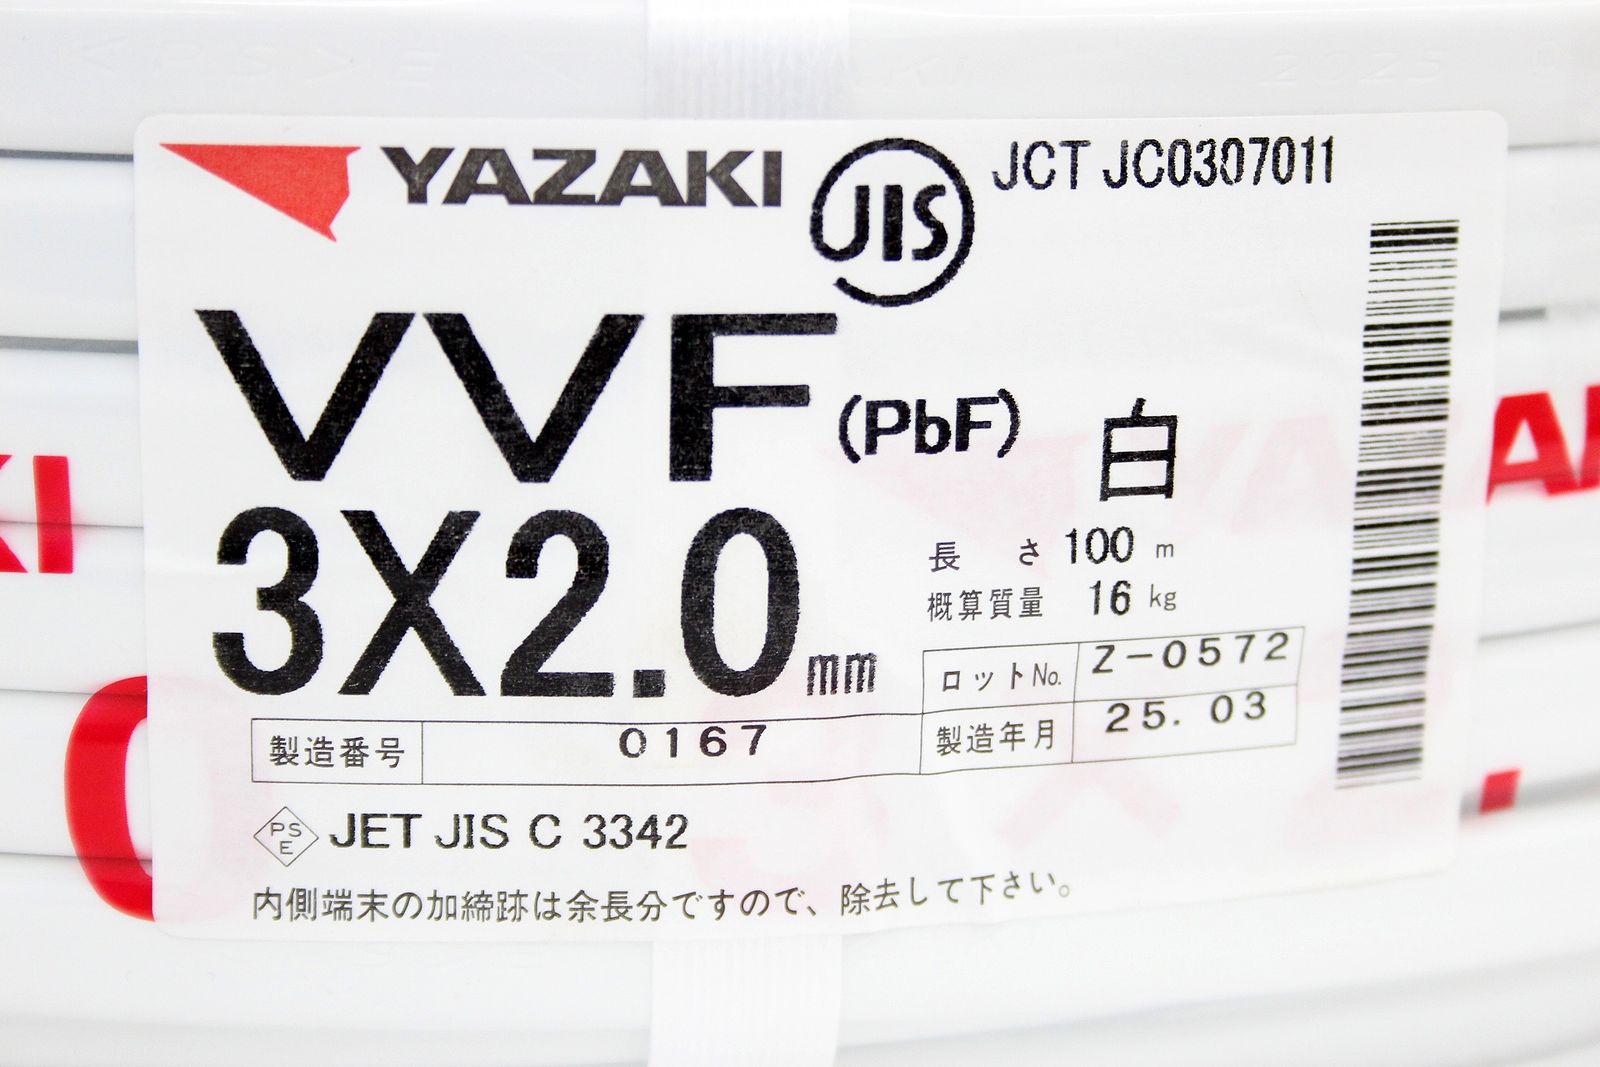 <PS>E 2025
YAZAKI JIS JCT JC0307011
VVF (PbF) 白
3X2.0mm
長さ 100 m
概算質量 16 kg
ロットNo. Z-0572
製造番号 0167
製造年月 25.03
PSE JET JIS C 3342
内側端末の加締跡は余長分ですので、除去して下さい。